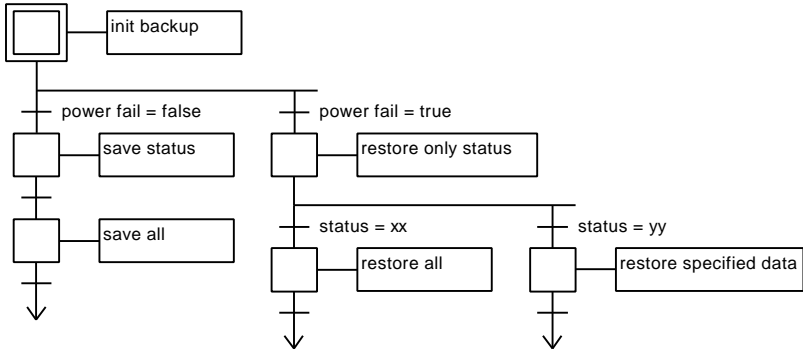 init backup
power fail = false
power fail = true
save status
restore only status
status = xx
status = yy
save all
restore all
restore specified data